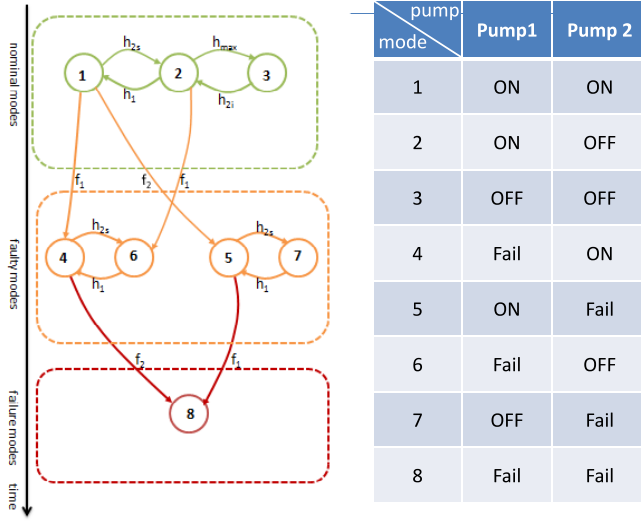 nominal modes
h2s
hmax
1
2
3
h1
h2i
f1
f2
f1
faulty modes
h2s
h2s
4
6
5
7
h1
h1
f2
f1
failure modes
8
time
pump
mode
Pump1
Pump 2
1 ON ON
2 ON OFF
3 OFF OFF
4 Fail ON
5 ON Fail
6 Fail OFF
7 OFF Fail
8 Fail Fail